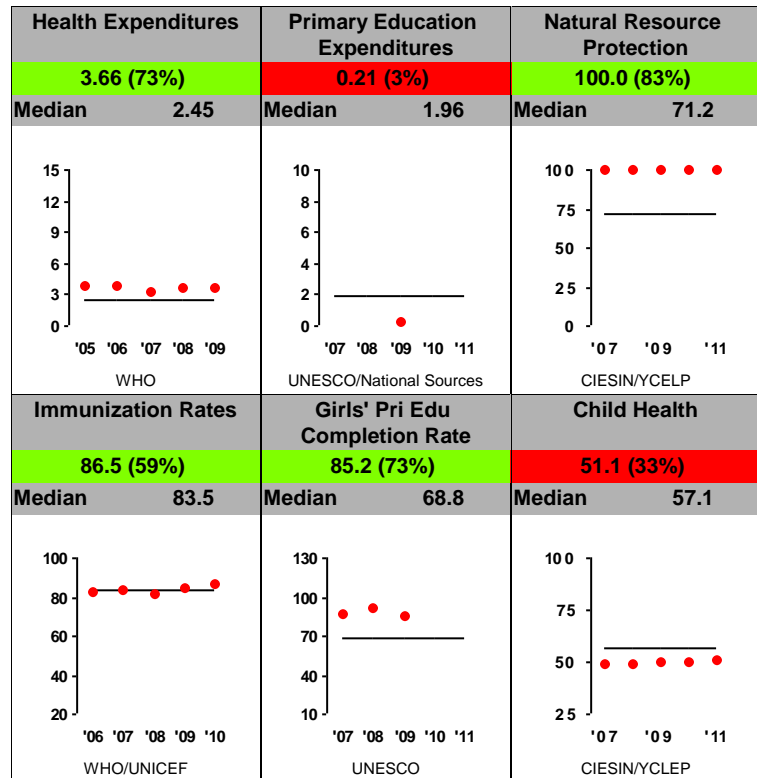 Health Expenditures
3.66 (73%)
Median 2.45
15
12
9
6
3
0
'05 '06 '07 '08 '09
WHO
Primary Education
Expenditures
0.21 (3%)
Median 1.96
10
8
6
4
2
0
'07 '08 '09 '10 '11
UNESCO/National Sources
Natural Resource
Protection
100.0 (83%)
Median 71.2
100
75
50
25
0
'07 '09 '11
CIESIN/YCELP
Immunization Rates
86.5 (59%)
Median 83.5
100
80
60
40
20
'06 '07 '08 '09 '10
WHO/UNICEF
Girls' Pri Edu
Completion Rate
85.2 (73%)
Median 68.8
130
100
70
40
10
'07 '08 '09 '10 '11
UNESCO
Child Health
51.1 (33%)
Median 57.1
100
75
50
25
'07 '09 '11
CIESIN/YCLEP